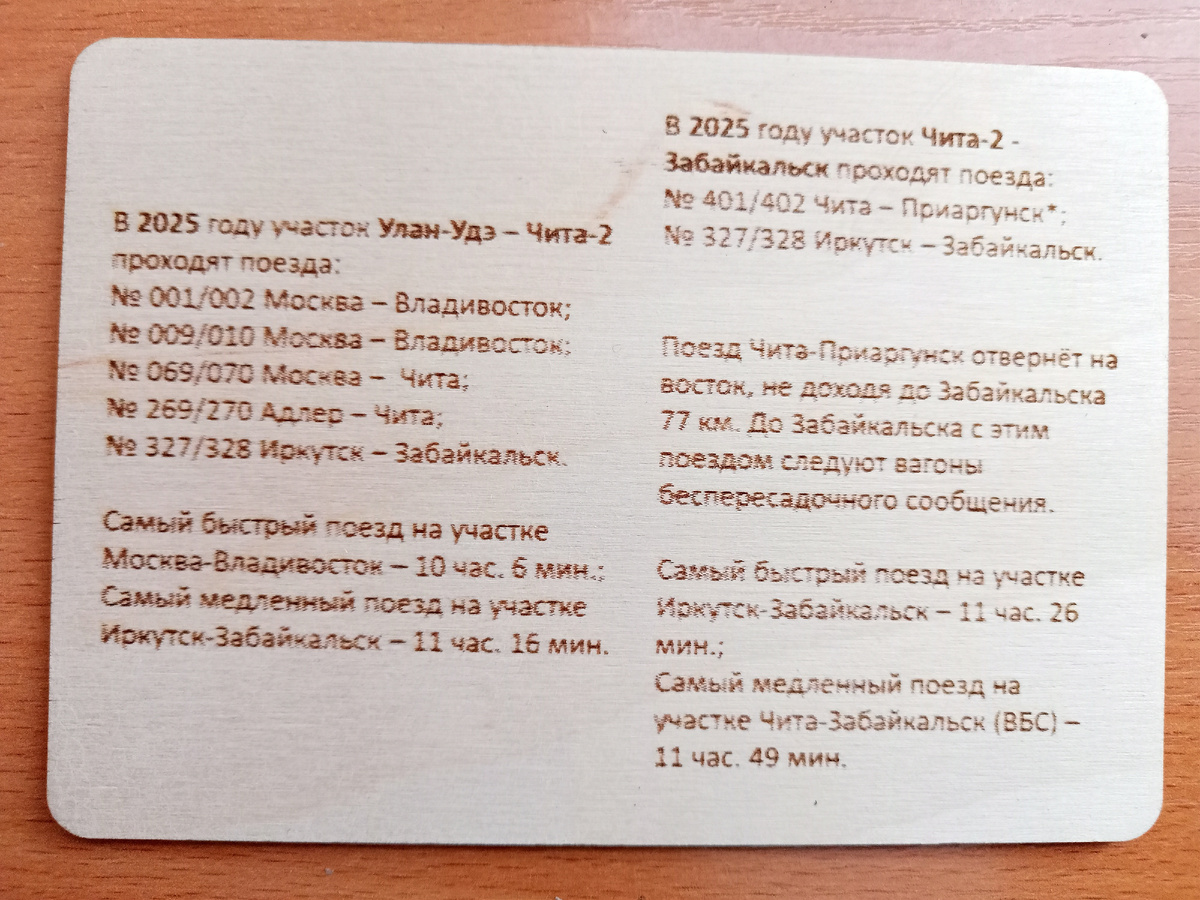 В 2025 году участок Улан-Удэ – Чита-2
проходят поезда:
№ 001/002 Москва – Владивосток;
№ 009/010 Москва – Владивосток;
№ 069/070 Москва – Чита;
№ 269/270 Адлер – Чита;
№ 327/328 Иркутск – Забайкальск.
Самый быстрый поезд на участке
Москва-Владивосток – 10 час. 6 мин.;
Самый медленный поезд на участке
Иркутск-Забайкальск – 11 час. 16 мин.
В 2025 году участок Чита-2 -
Забайкальск проходят поезда:
№ 401/402 Чита – Приаргунск*;
№ 327/328 Иркутск – Забайкальск.
Поезд Чита-Приаргунск отвернёт на
восток, не доходя до Забайкальска
77 км. До Забайкальска с этим
поездом следуют вагоны
беспересадочного сообщения.
Самый быстрый поезд на участке
Иркутск-Забайкальск – 11 час. 26
мин.;
Самый медленный поезд на
участке Чита-Забайкальск (ВБС) –
11 час. 49 мин.